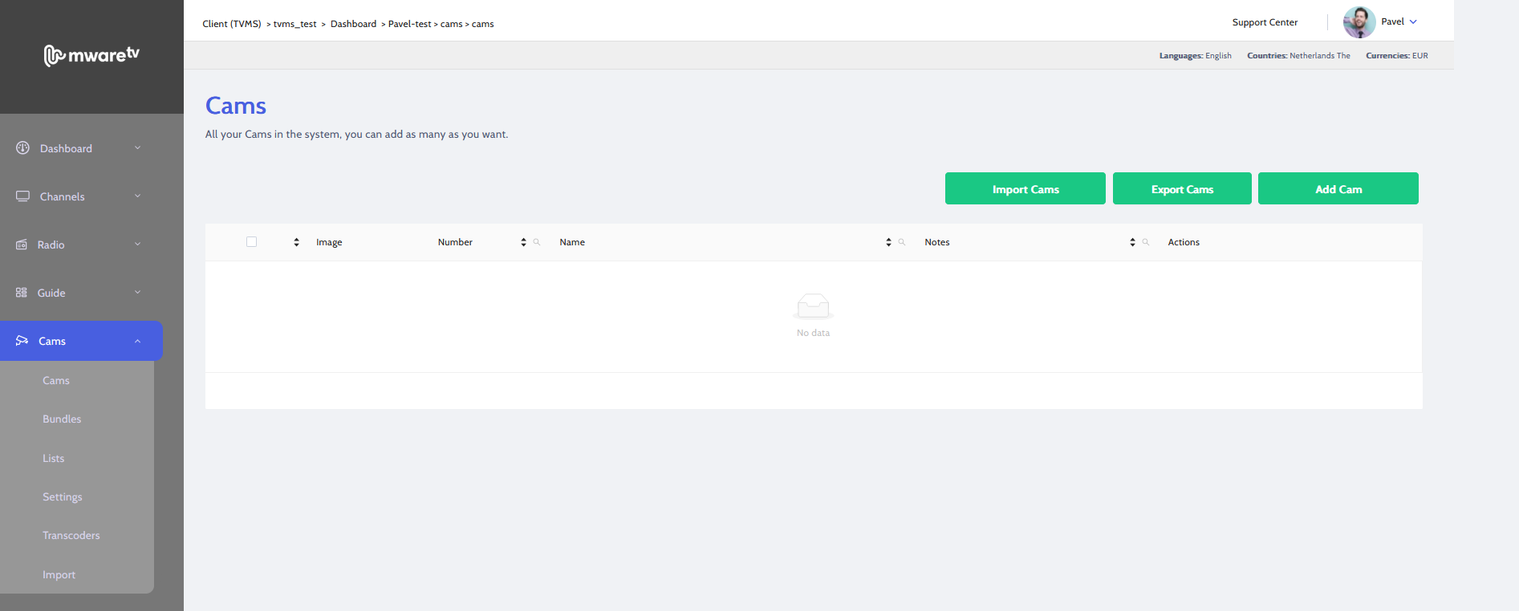 mwaretv
Client (TVMS) > tvms_test > Dashboard > Pavel-test > cams > cams
Support Center
Pavel
Languages: English Countries: Netherlands The Currencies: EUR
Dashboard
Channels
Radio
Guide
Cams
Cams
Bundles
Lists
Settings
Transcoders
Import
Cams
All your Cams in the system, you can add as many as you want.
Import Cams Export Cams Add Cam
Image Number Name Notes Actions
No data